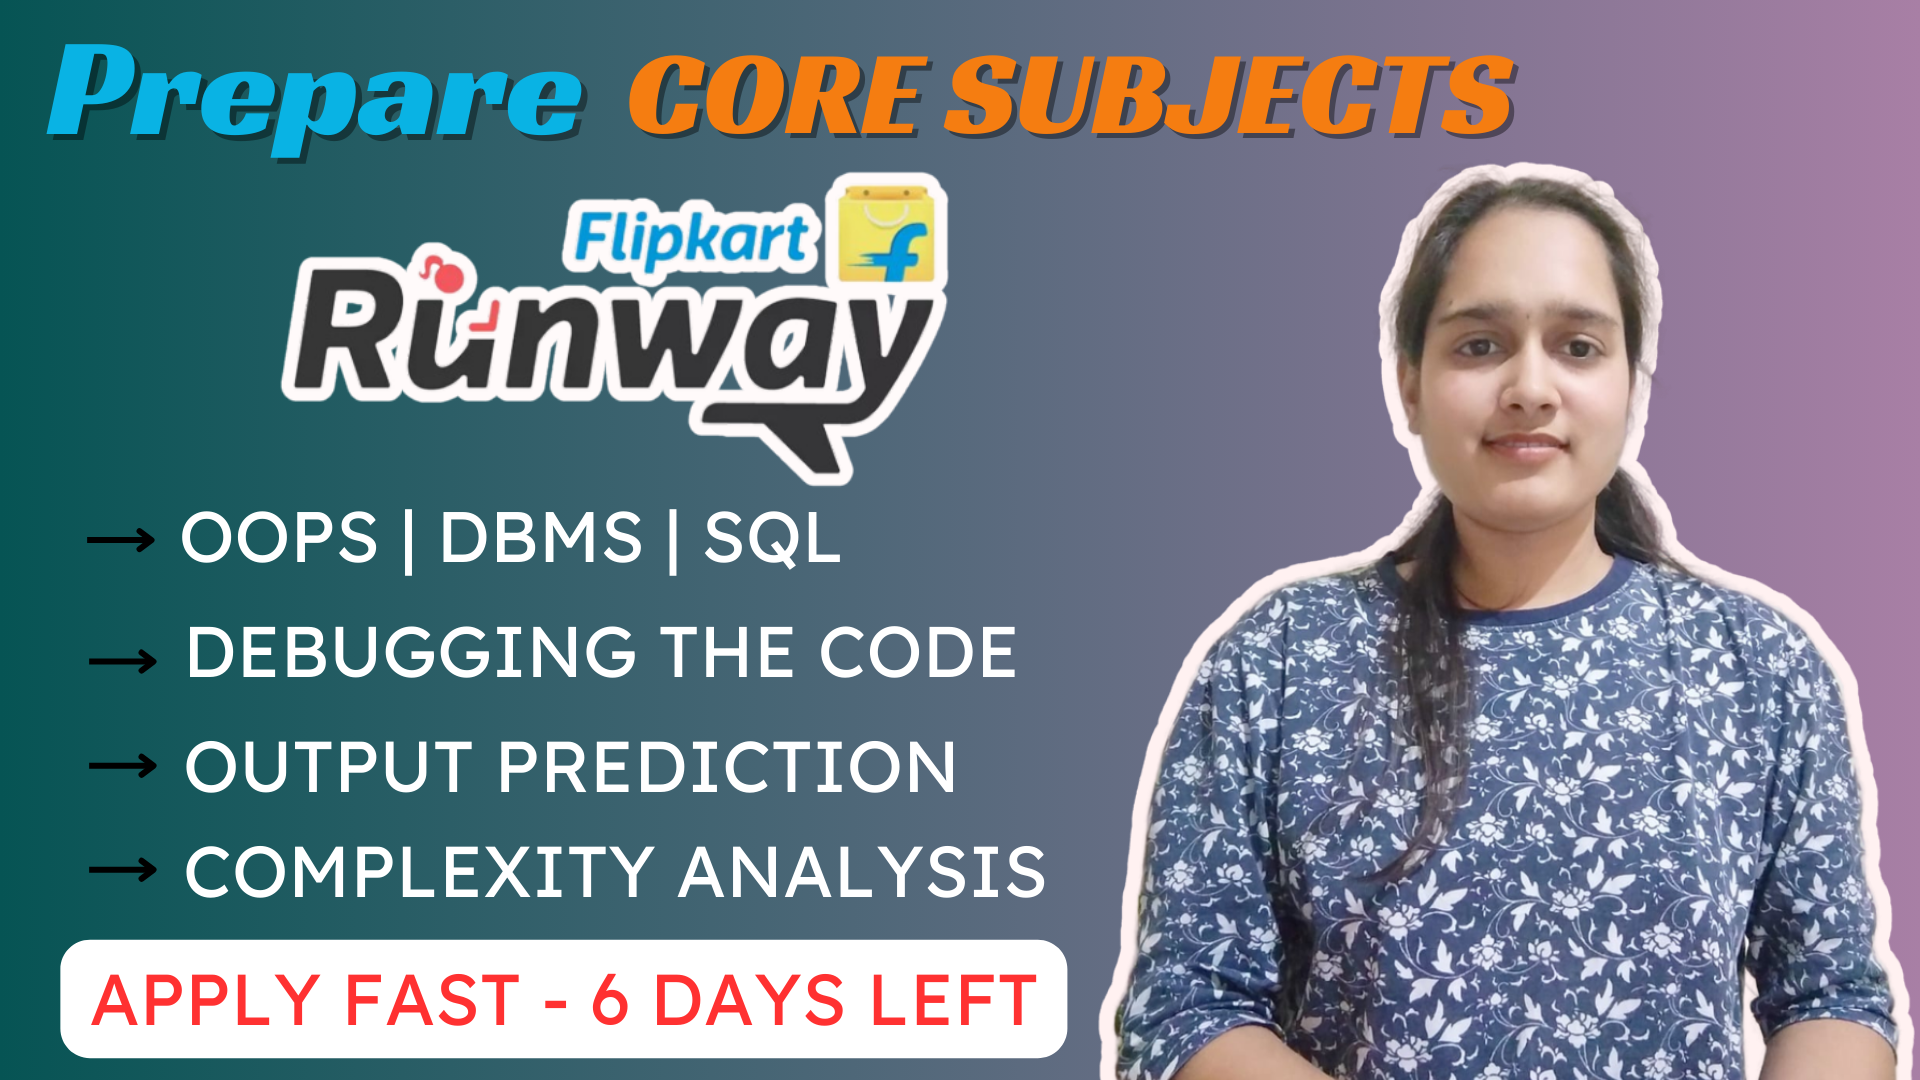 Prepare CORE SUBJECTS
Flipkart
f
Runway
OOPS | DBMS | SQL
DEBUGGING THE CODE
OUTPUT PREDICTION
COMPLEXITY ANALYSIS
APPLY FAST - 6 DAYS LEFT